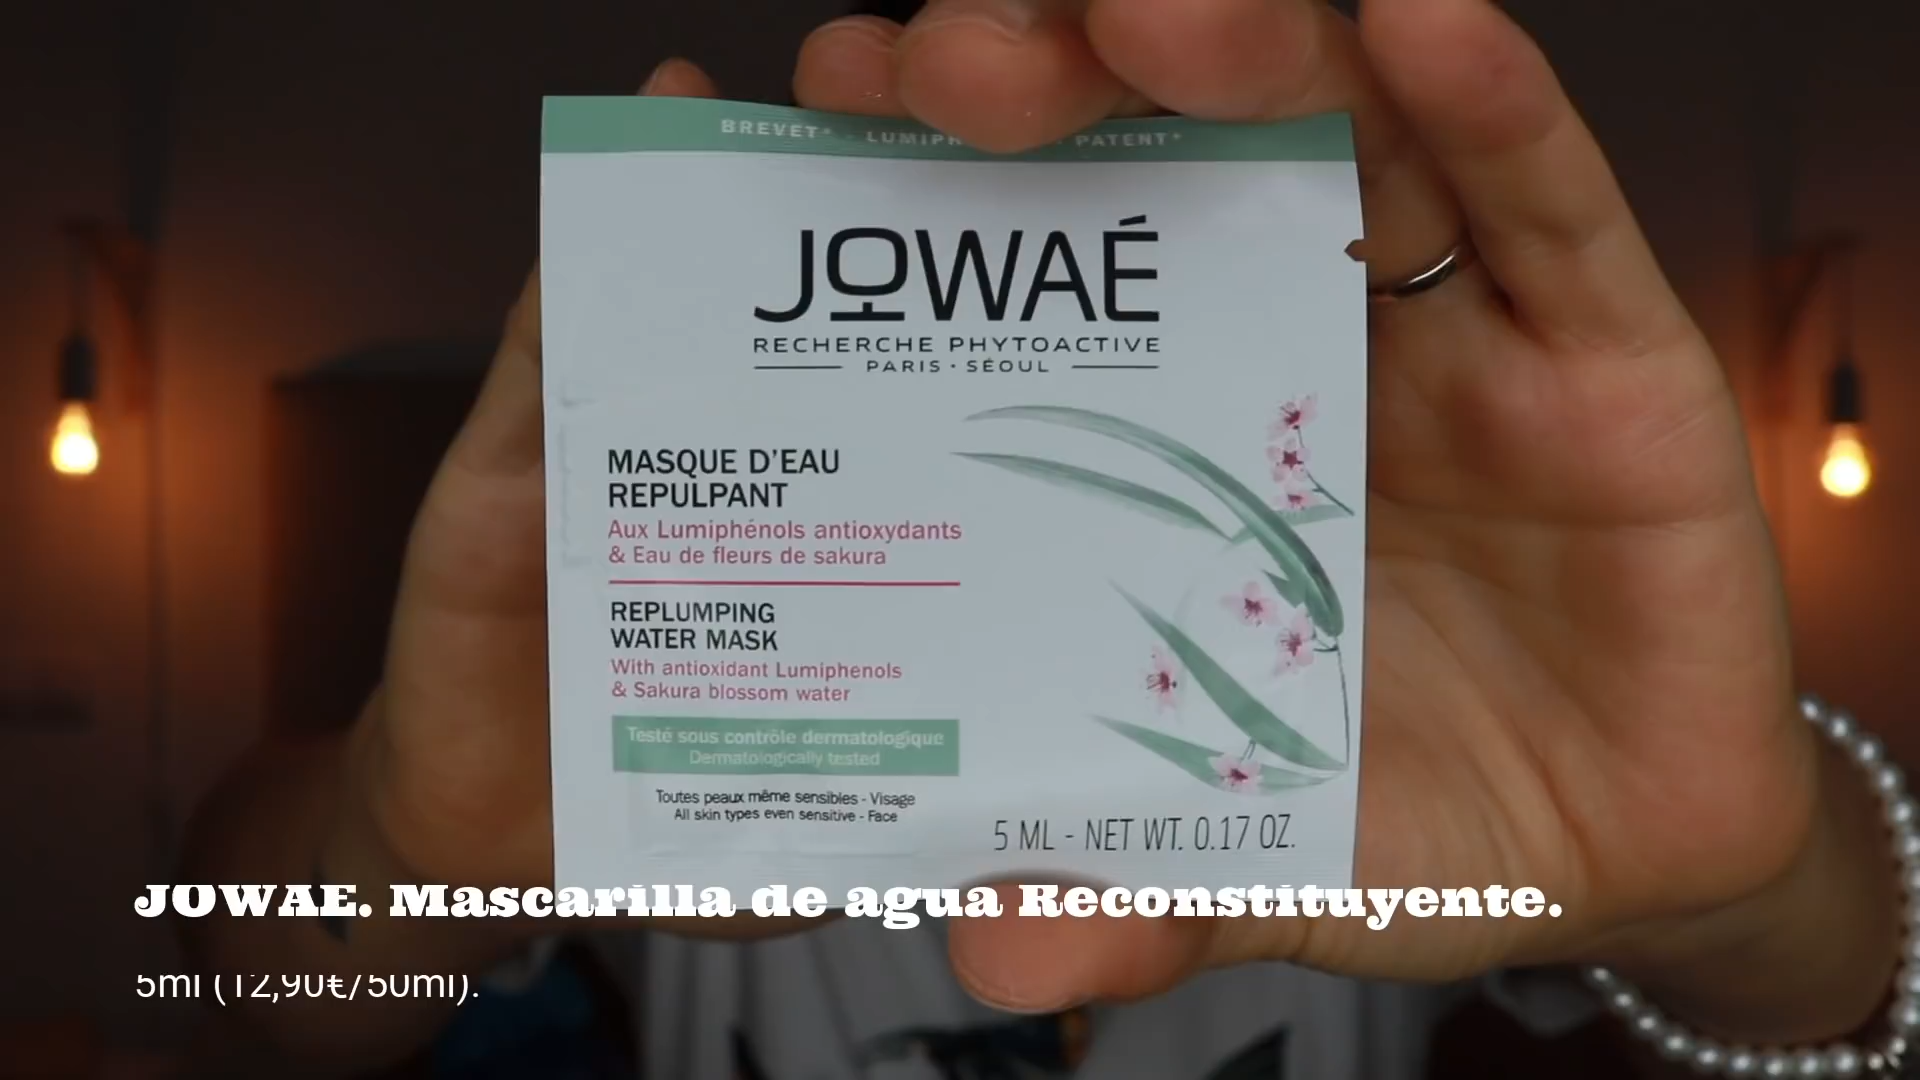 BREVET* - PATENT*
JOWAÉ
RECHERCHE PHYTOACTIVE
PARIS · SÉOUL
MASQUE D'EAU
REPULPANT
Aux Lumiphénols antioxydants
& Eau de fleurs de sakura
REPLUMPING
WATER MASK
With antioxidant Lumiphenols
& Sakura blossom water
Testé sous contrôle dermatologique
Dermatologically tested
Toutes peaux même sensibles - Visage
All skin types even sensitive - Face
5 ML - NET WT. 0.17 OZ.
JOWAE. Mascarilla de agua Reconstituyente.
5ml (12,90€/50ml).